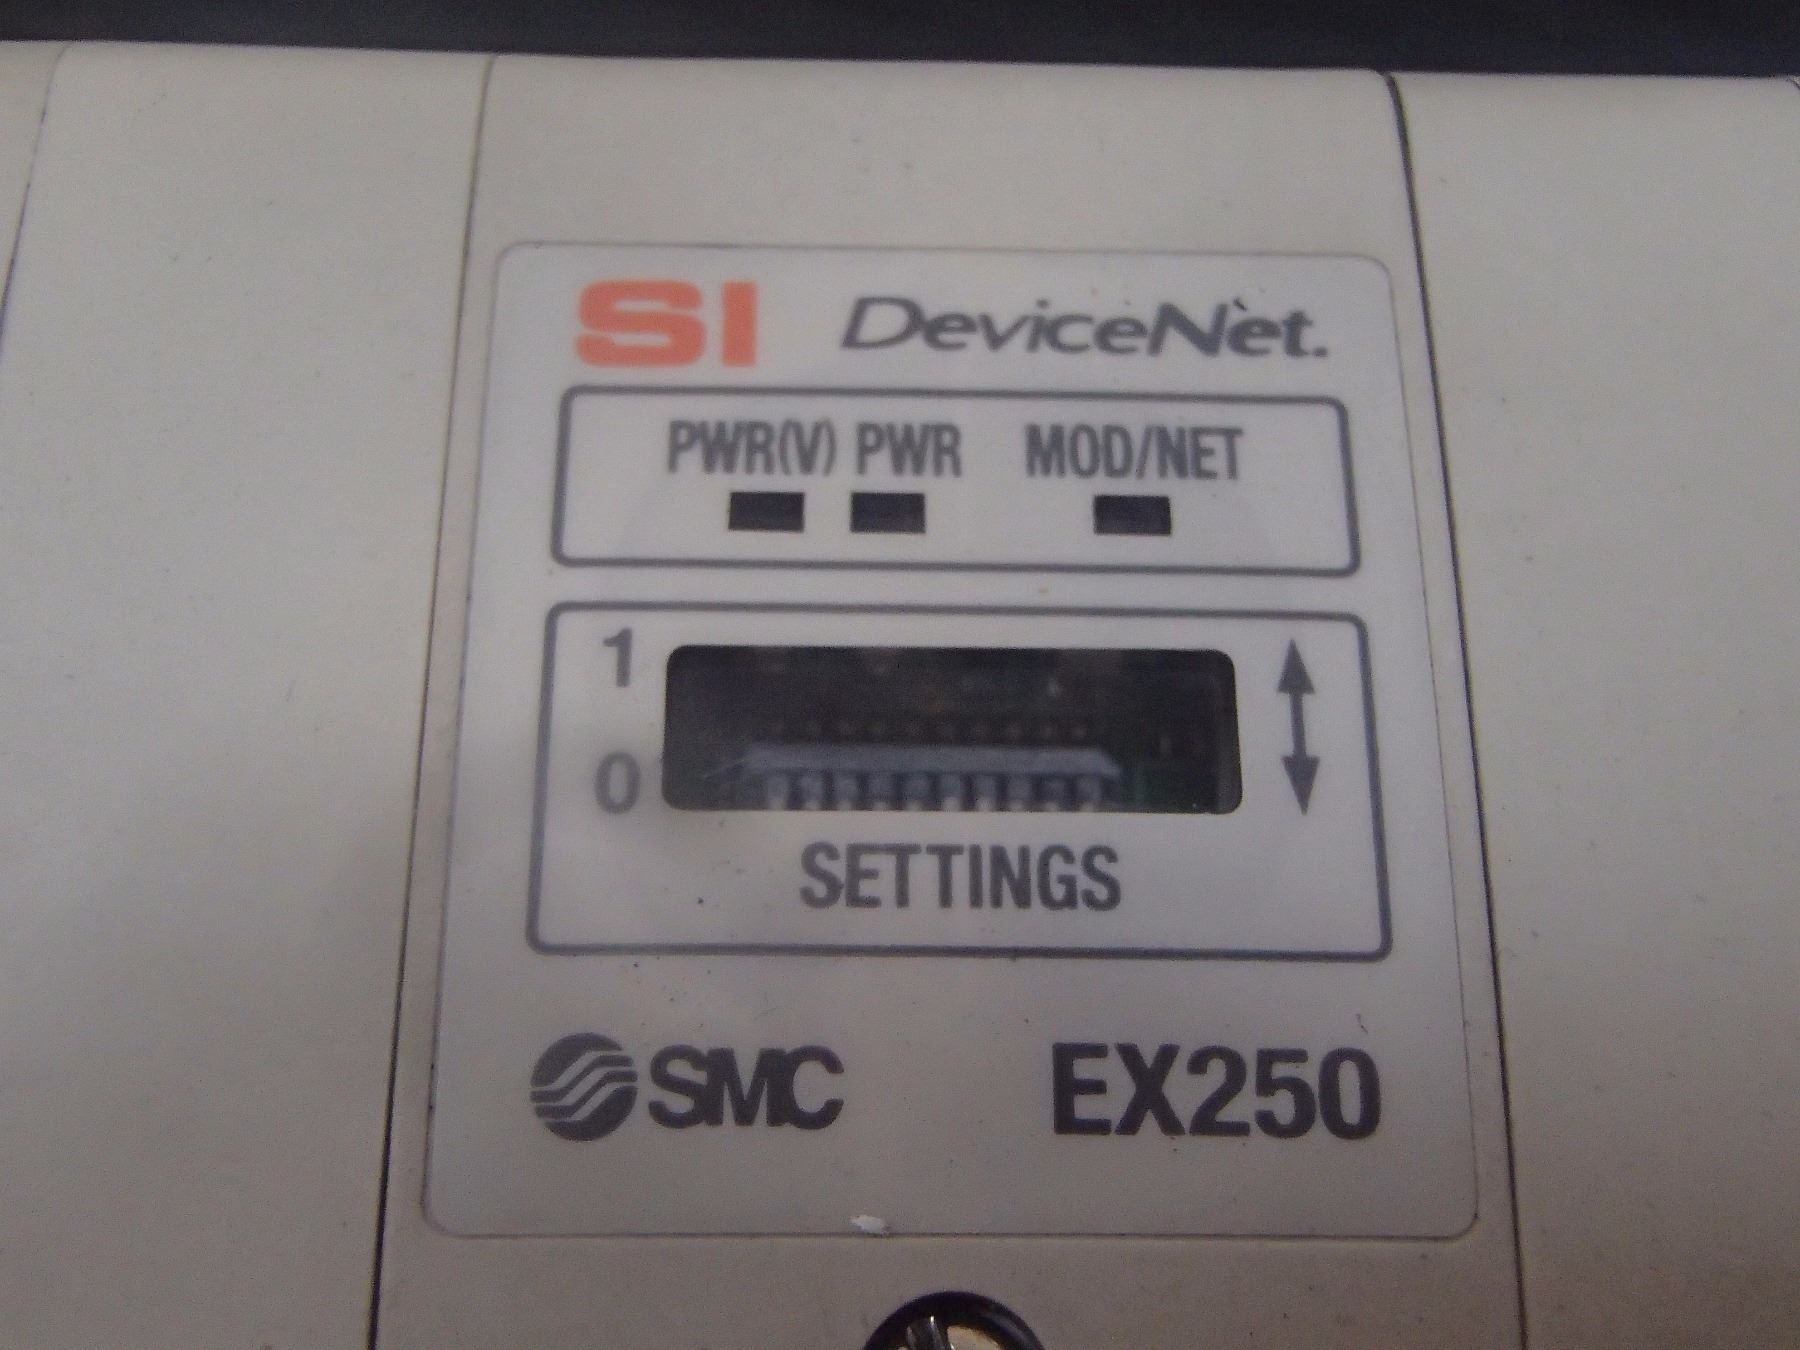 SI DeviceNet.
PWR(V) PWR MOD/NET
1
0
SETTINGS
SMC EX250